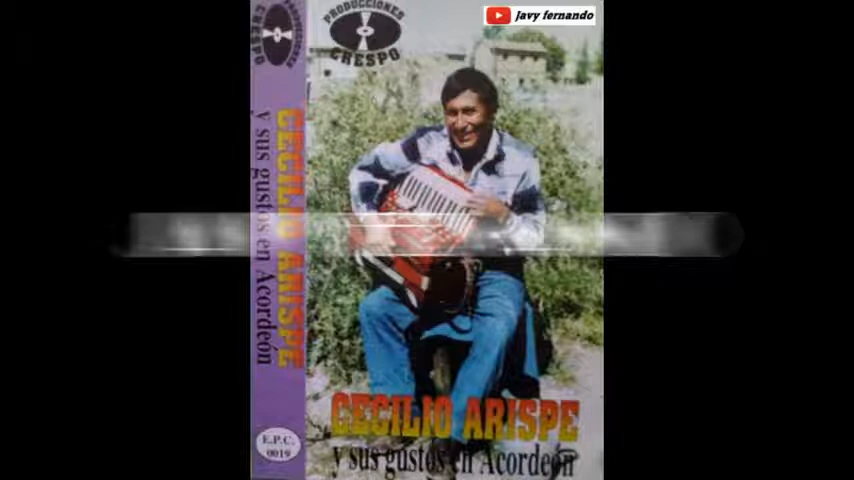 PRODUCCIONES
CRESPO
CECILIO ARISPE
y sus gustos en Acordeón
E.P.C.
0019
PRODUCCIONES
CRESPO
Javy fernando
CECILIO ARISPE
y sus gustos en Acordeón